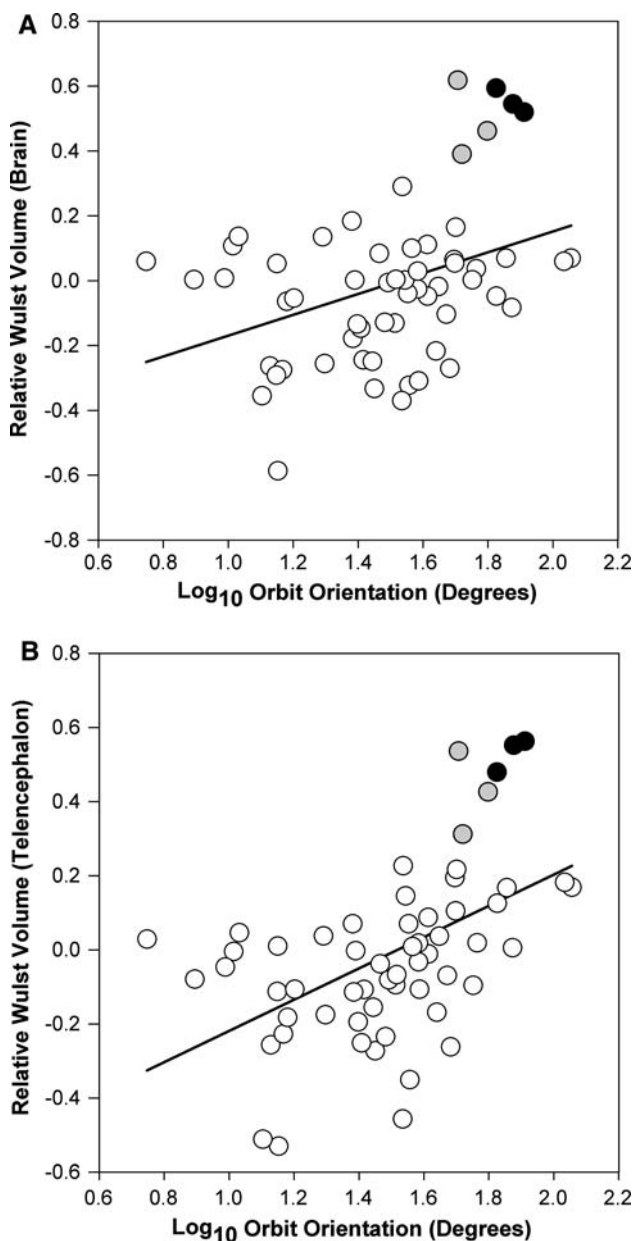 A
Relative Wulst Volume (Brain)
0.8
0.6
0.4
0.2
0.0
-0.2
-0.4
-0.6
-0.8
0.6 0.8 1.0 1.2 1.4 1.6 1.8 2.0 2.2
Log10 Orbit Orientation (Degrees)
B
Relative Wulst Volume (Telencephalon)
0.8
0.6
0.4
0.2
0.0
-0.2
-0.4
-0.6
0.6 0.8 1.0 1.2 1.4 1.6 1.8 2.0 2.2
Log10 Orbit Orientation (Degrees)